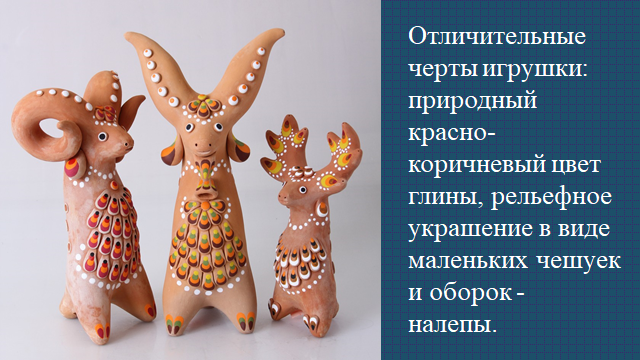 Отличительные
черты игрушки:
природный
красно-
коричневый цвет
глины, рельефное
украшение в виде
маленьких чешуек
и оборок -
налепы.